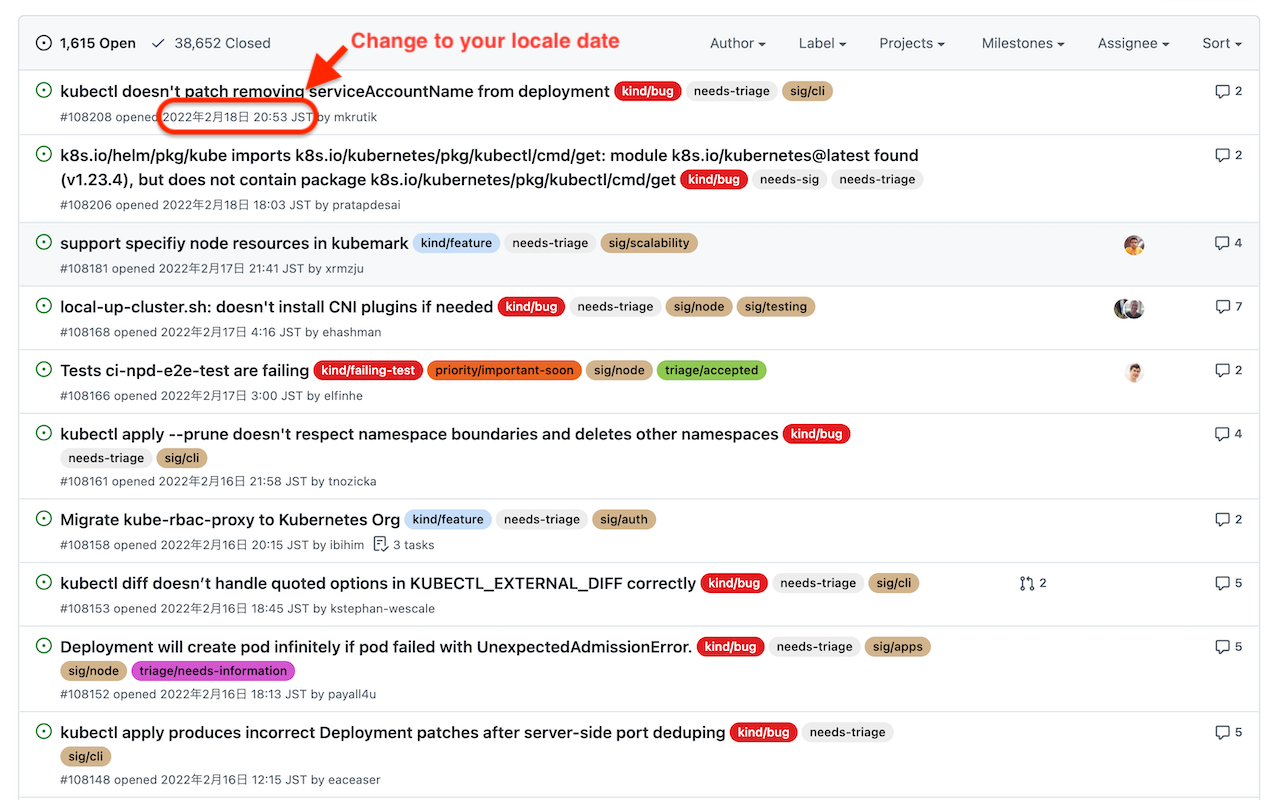 1,615 Open 38,652 Closed Author Label Projects Milestones Assignee Sort
Change to your locale date
kubectl doesn't patch removing serviceAccountName from deployment kind/bug needs-triage sig/cli 2
#108208 opened 2022年2月18日 20:53 JST by mkrutik
k8s.io/helm/pkg/kube imports k8s.io/kubernetes/pkg/kubectl/cmd/get: module k8s.io/kubernetes@latest found 2
(v1.23.4), but does not contain package k8s.io/kubernetes/pkg/kubectl/cmd/get kind/bug needs-sig needs-triage
#108206 opened 2022年2月18日 18:03 JST by pratapdesai
support specifiy node resources in kubemark kind/feature needs-triage sig/scalability 4
#108181 opened 2022年2月17日 21:41 JST by xrmzju
local-up-cluster.sh: doesn't install CNI plugins if needed kind/bug needs-triage sig/node sig/testing 7
#108168 opened 2022年2月17日 4:16 JST by ehashman
Tests ci-npd-e2e-test are failing kind/failing-test priority/important-soon sig/node triage/accepted 2
#108166 opened 2022年2月17日 3:00 JST by elfinhe
kubectl apply --prune doesn't respect namespace boundaries and deletes other namespaces kind/bug 4
needs-triage sig/cli
#108161 opened 2022年2月16日 21:58 JST by tnozicka
Migrate kube-rbac-proxy to Kubernetes Org kind/feature needs-triage sig/auth 2
#108158 opened 2022年2月16日 20:15 JST by ibihim 3 tasks
kubectl diff doesn’t handle quoted options in KUBECTL_EXTERNAL_DIFF correctly kind/bug needs-triage sig/cli 2 5
#108153 opened 2022年2月16日 18:45 JST by kstephan-wescale
Deployment will create pod infinitely if pod failed with UnexpectedAdmissionError. kind/bug needs-triage sig/apps 5
sig/node triage/needs-information
#108152 opened 2022年2月16日 18:13 JST by payall4u
kubectl apply produces incorrect Deployment patches after server-side port deduping kind/bug needs-triage 5
sig/cli
#108148 opened 2022年2月16日 12:15 JST by eaceaser